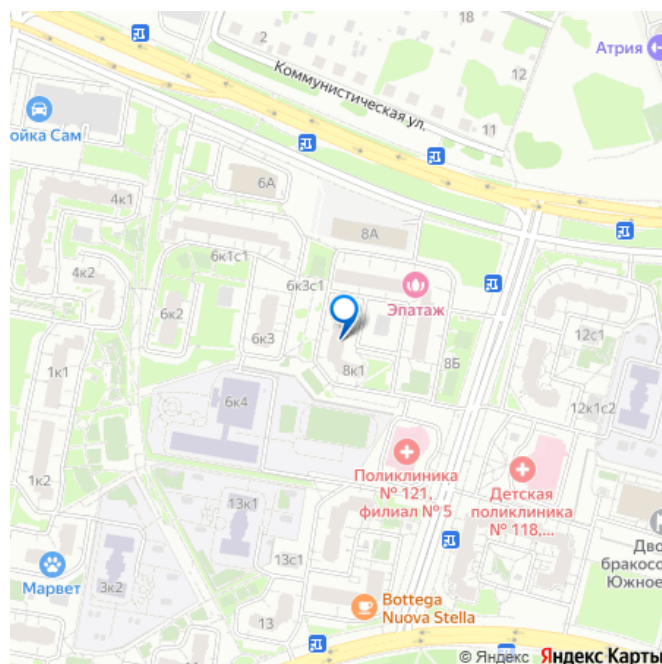 18
2
Атрия
12
Коммунистическая ул.
11
ойка Сам
6А
4к1
8А
6к1с1
4к2
6к3с1
Эпатаж
6к2
6к3
12с1
8Б
8к1
1к1
6к4
12к1с2
Поликлиника
№ 121,
филиал № 5
Детская
поликлиника
№ 118,...
1к2
13к1
Дво
бракосо
Южное
13с1
Марвет
3к2
Bottega
Nuova Stella
13
© Яндекс Яндекс Карты